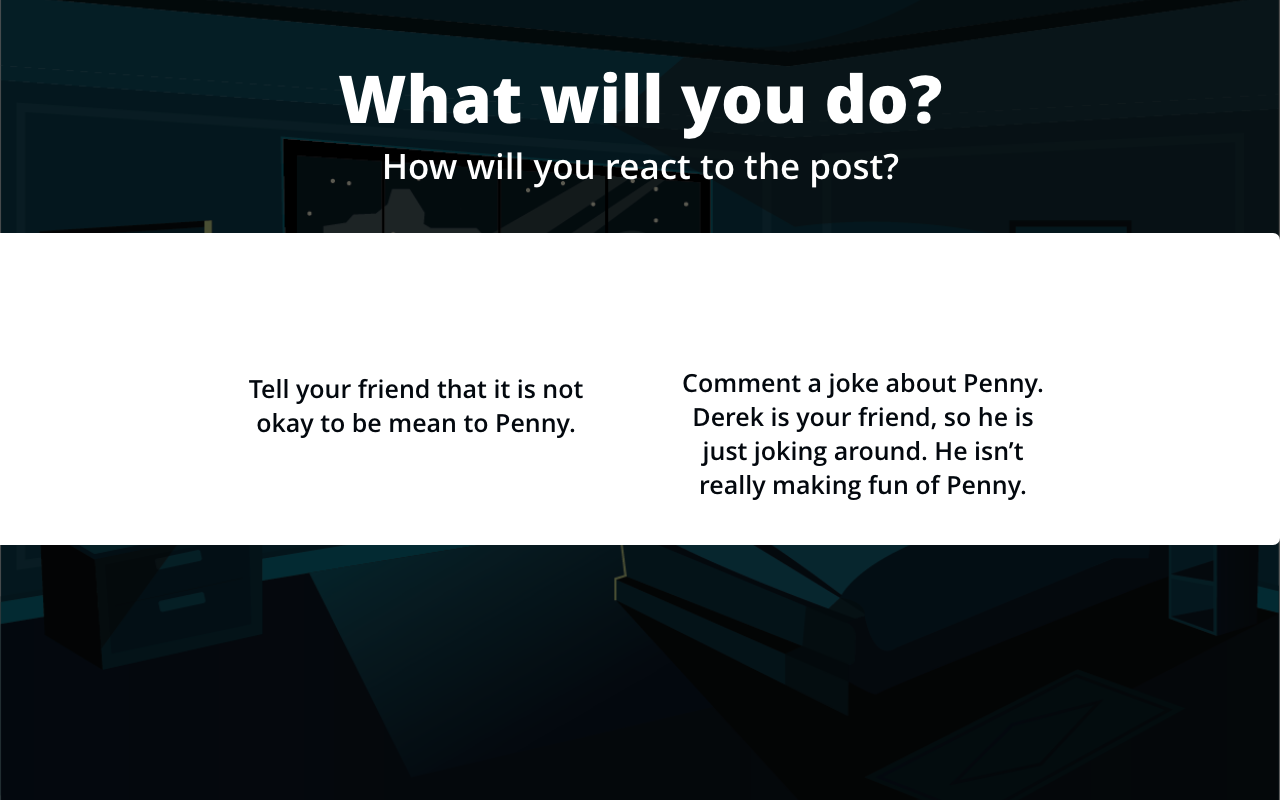 What will you do?
How will you react to the post?
Tell your friend that it is not
okay to be mean to Penny.
Comment a joke about Penny.
Derek is your friend, so he is
just joking around. He isn’t
really making fun of Penny.